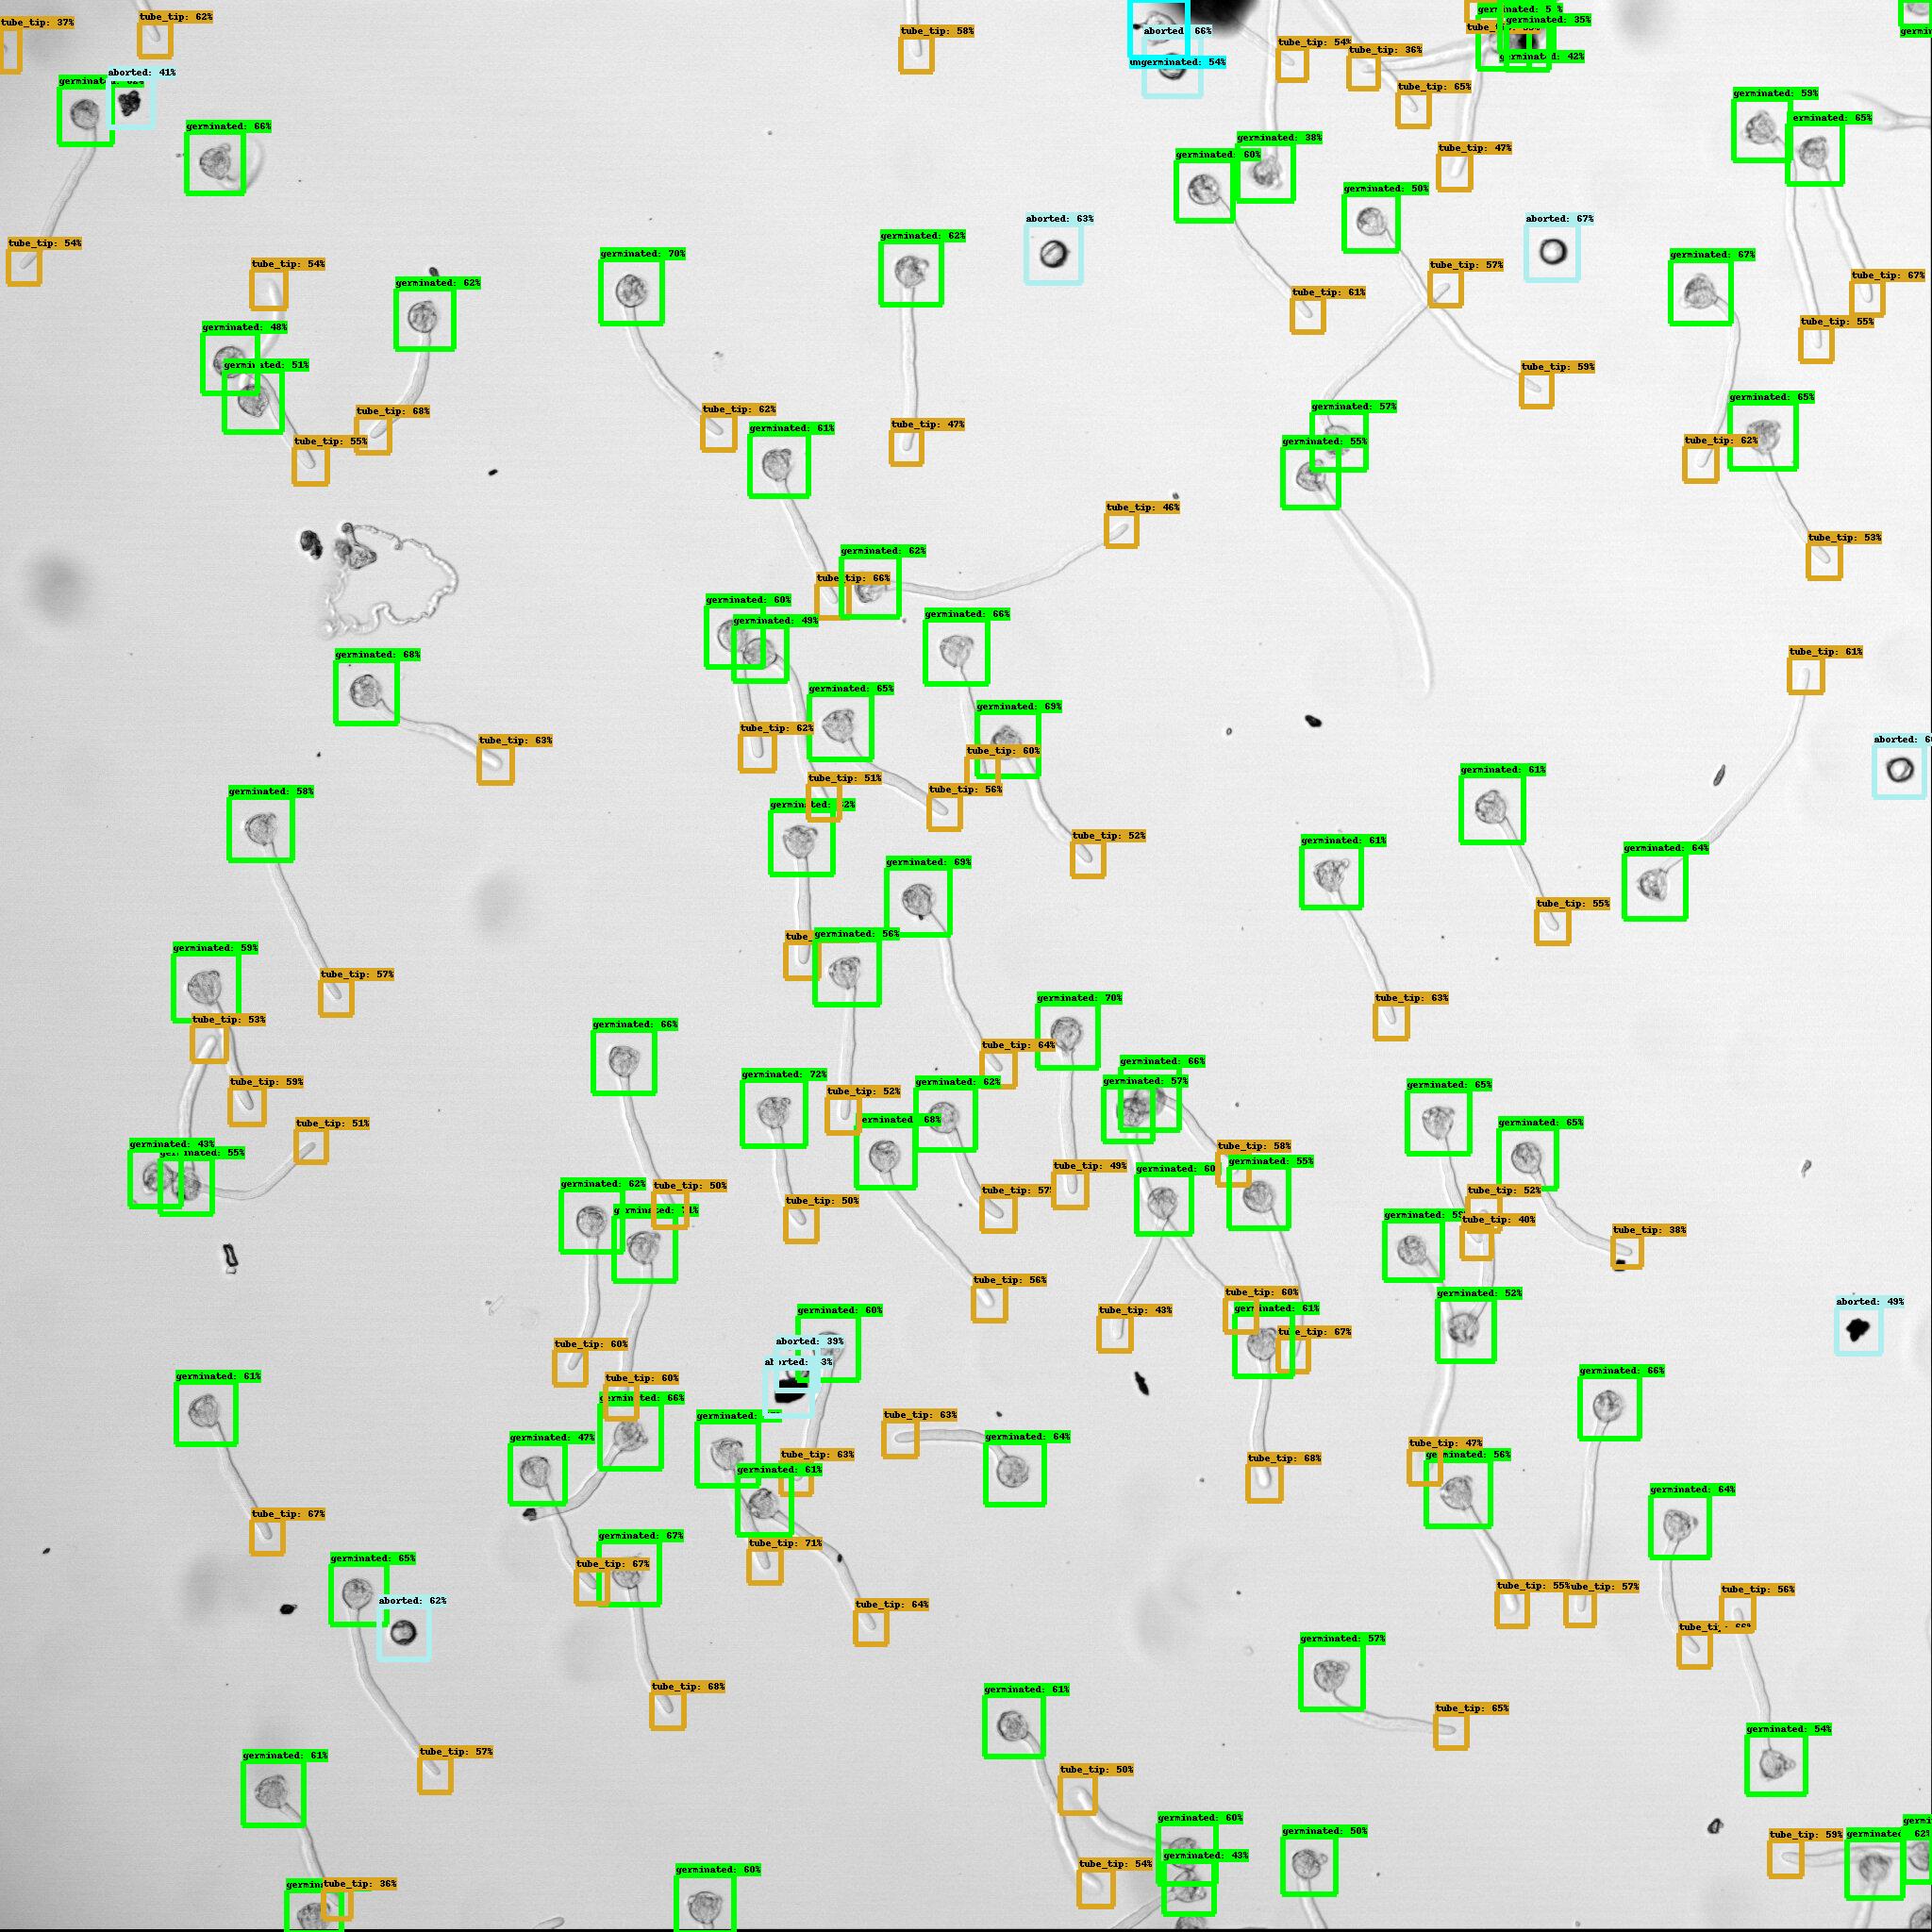 tube_tip: 37%
tube_tip: 62%
tube_tip: 58%
aborted: 66%
ungerminated: 54%
tube_tip: 54%
tube_tip: 36%
tube_tip: 65%
germinated: 35%
germinated: 42%
aborted: 41%
germinated: 66%
germinated: 59%
germinated: 65%
germinated: 38%
germinated: 60%
tube_tip: 47%
germinated: 50%
aborted: 63%
aborted: 67%
tube_tip: 54%
germinated: 62%
germinated: 70%
tube_tip: 54%
germinated: 62%
tube_tip: 57%
germinated: 67%
tube_tip: 67%
tube_tip: 61%
tube_tip: 55%
germinated: 48%
germinated: 51%
tube_tip: 59%
germinated: 65%
tube_tip: 68%
tube_tip: 62%
germinated: 57%
tube_tip: 55%
germinated: 61%
tube_tip: 47%
germinated: 55%
tube_tip: 62%
tube_tip: 46%
tube_tip: 53%
germinated: 62%
tube_tip: 66%
germinated: 60%
germinated: 49%
germinated: 66%
germinated: 68%
tube_tip: 61%
germinated: 65%
germinated: 69%
tube_tip: 63%
tube_tip: 62%
tube_tip: 60%
aborted:
germinated: 61%
tube_tip: 51%
tube_tip: 56%
germinated: 58%
tube_tip: 52%
germinated: 61%
germinated: 64%
germinated: 69%
tube_tip: 55%
germinated: 56%
germinated: 59%
tube_tip: 57%
germinated: 70%
tube_tip: 63%
tube_tip: 53%
germinated: 66%
tube_tip: 64%
germinated: 66%
germinated: 72%
germinated: 57%
tube_tip: 59%
germinated: 62%
tube_tip: 52%
germinated: 65%
germinated: 68%
tube_tip: 51%
germinated: 65%
germinated: 43%
germinated: 55%
tube_tip: 58%
germinated: 55%
tube_tip: 49%
germinated: 60
germinated: 62%
tube_tip: 50%
tube_tip: 52%
tube_tip: 50%
tube_tip: 57%
tube_tip: 40%
tube_tip: 38%
tube_tip: 56%
tube_tip: 60%
germinated: 52%
aborted: 49%
germinated: 60%
tube_tip: 43%
germinated: 61%
tube_tip: 67%
aborted: 39%
tube_tip: 60%
germinated: 61%
tube_tip: 60%
germinated: 66%
germinated: 66%
tube_tip: 63%
germinated: 47%
germinated: 64%
tube_tip: 47%
germinated: 56%
tube_tip: 63%
germinated: 61%
tube_tip: 68%
germinated: 64%
tube_tip: 67%
germinated: 67%
tube_tip: 71%
germinated: 65%
tube_tip: 67%
tube_tip: 55%
tube_tip: 57%
tube_tip: 56%
aborted: 62%
tube_tip: 64%
germinated: 57%
tube_tip: 68%
germinated: 61%
tube_tip: 65%
germinated: 54%
germinated: 61%
tube_tip: 57%
tube_tip: 50%
germinated: 60%
germinated: 50%
tube_tip: 59%
germinated: 43%
tube_tip: 54%
germinated: 60%
tube_tip: 36%